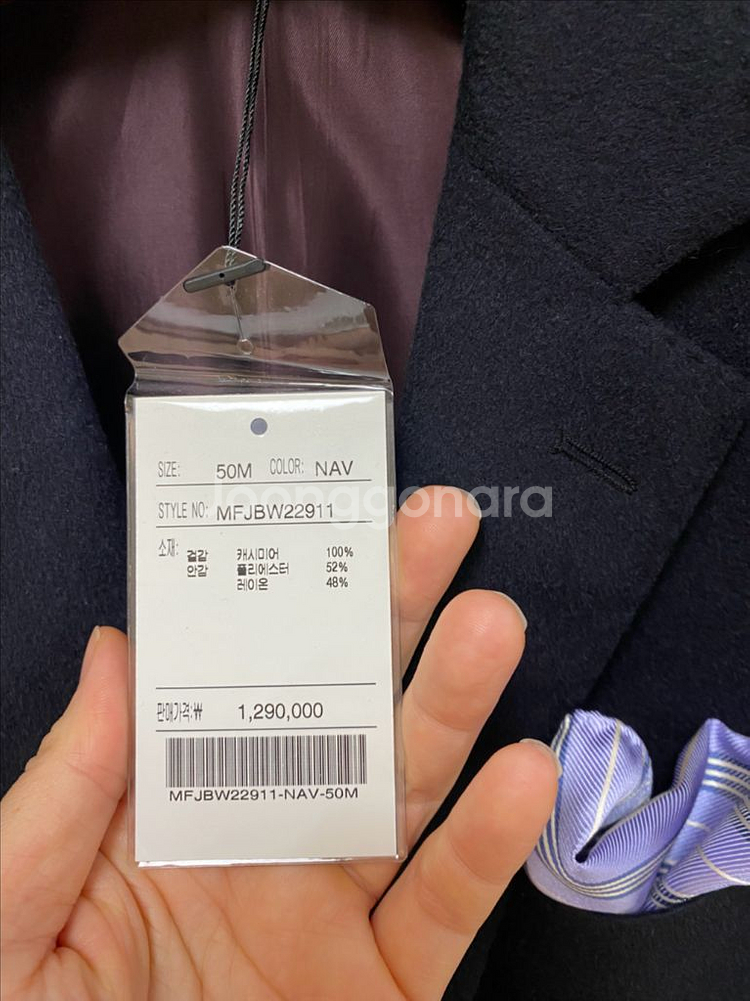 SIZE: 50M COLOR: NAV
STYLE NO: MFJBW22911
Joonggonara
소재: 겉감 캐시미어 100%
안감 폴리에스터 52%
레이온 48%
판매가격:₩ 1,290,000
MFJBW22911-NAV-50M